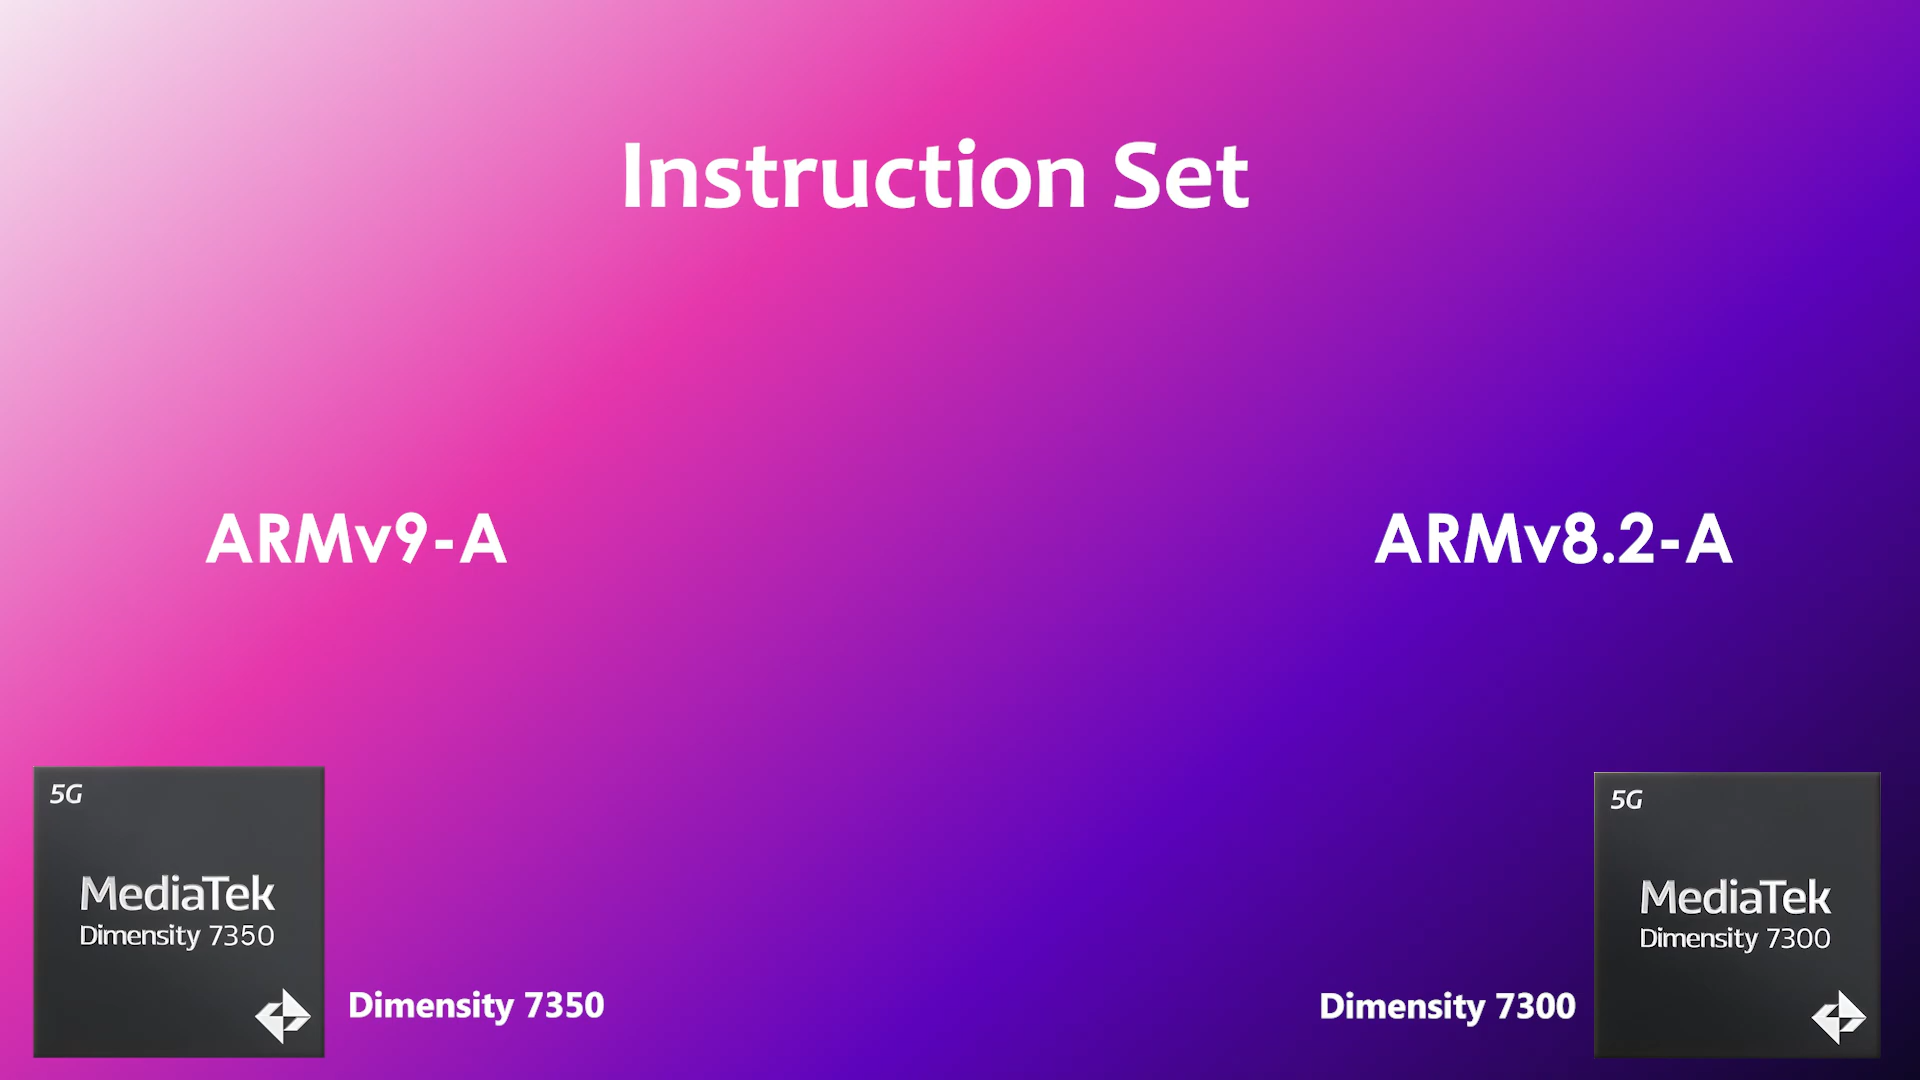 Instruction Set
ARMv9-A
ARMv8.2-A
5G
MediaTek
Dimensity 7350
Dimensity 7350
5G
MediaTek
Dimensity 7300
Dimensity 7300